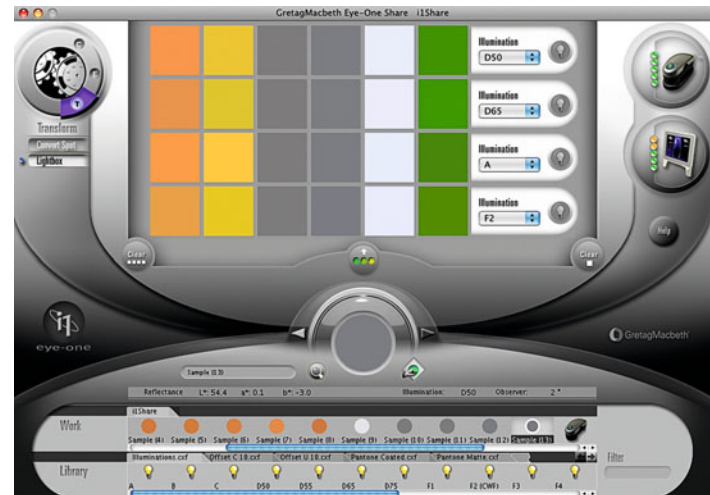 GretagMacbeth Eye-One Share i1Share
Illumination
D50
Illumination
D65
Illumination
A
Illumination
F2
T
Transform
Convert Spot
Lightbox
Help
Clear
Clear
i1
eye-one
GretagMacbeth
Sample (13)
Reflectance L*: 54.4 a*: 0.1 b*: -3.0 Illumination: D50 Observer: 2 °
i1Share
Work
Sample (4) Sample (5) Sample (6) Sample (7) Sample (8) Sample (9) Sample (10) Sample (11) Sample (12) Sample (13)
Library
Illuminations.cxf Offset C 18.cxf Offset U 18.cxf Pantone Coated.cxf Pantone Matte.cxf
Filter
A B C D50 D55 D65 D75 F1 F2 (CWF) F3 F4